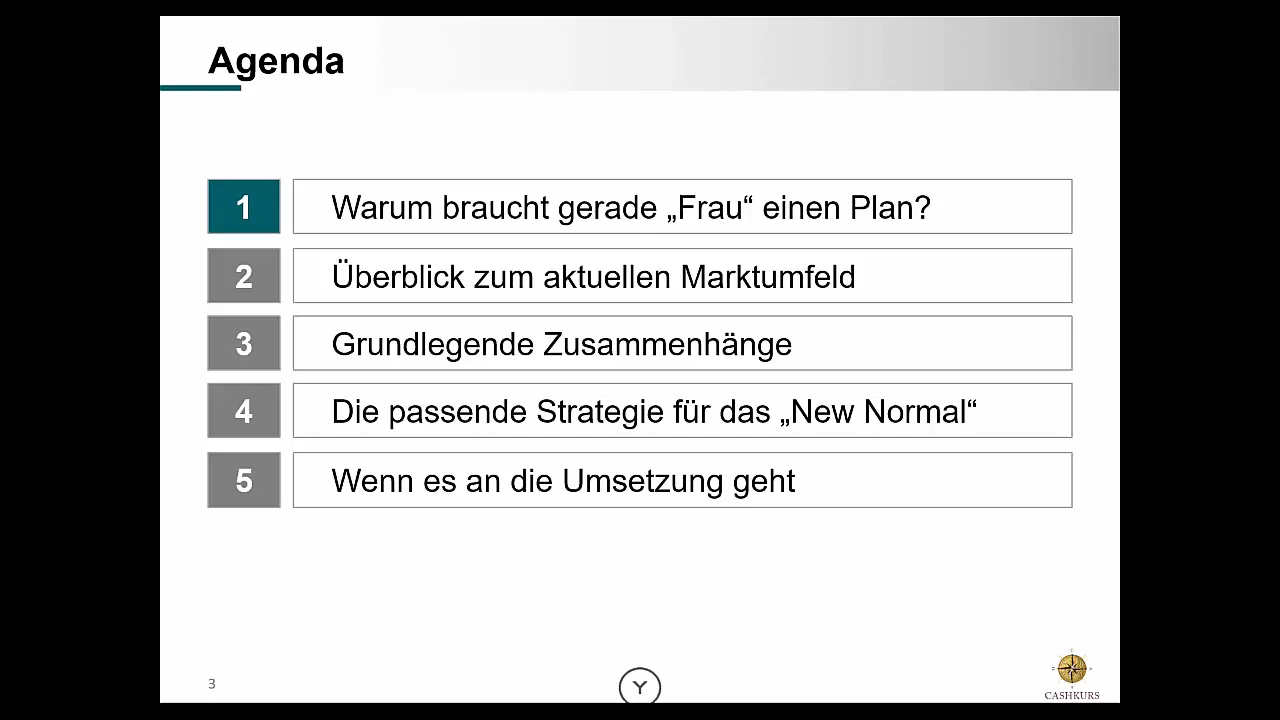 Agenda
1 Warum braucht gerade „Frau“ einen Plan?
2 Überblick zum aktuellen Marktumfeld
3 Grundlegende Zusammenhänge
4 Die passende Strategie für das „New Normal“
5 Wenn es an die Umsetzung geht
3
Y
CASHKURS